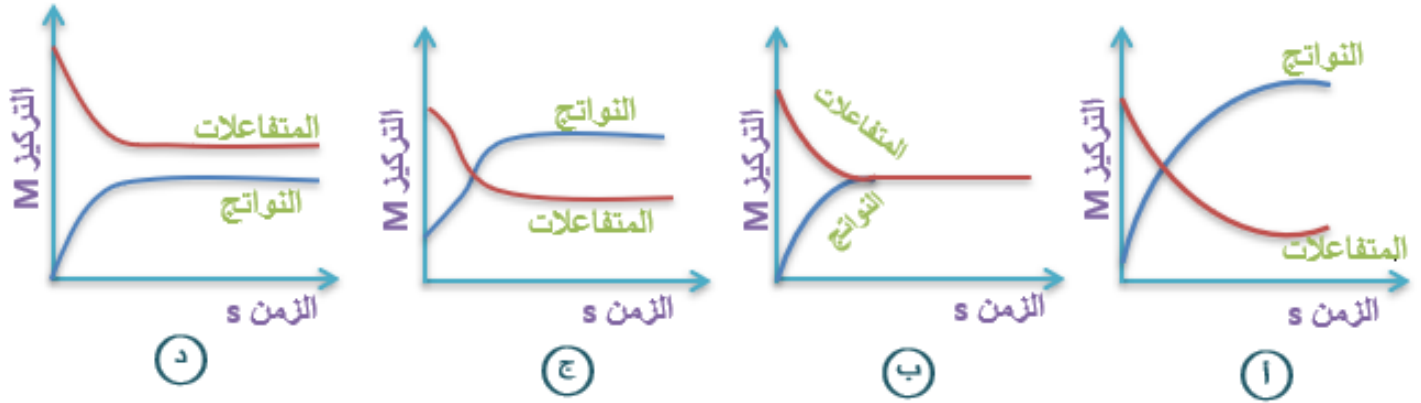 النواتج
المتفاعلات
التركيز M
الزمن s
أ
المتفاعلات
النواتج
التركيز M
الزمن s
ب
النواتج
المتفاعلات
التركيز M
الزمن s
ج
المتفاعلات
النواتج
التركيز M
الزمن s
د